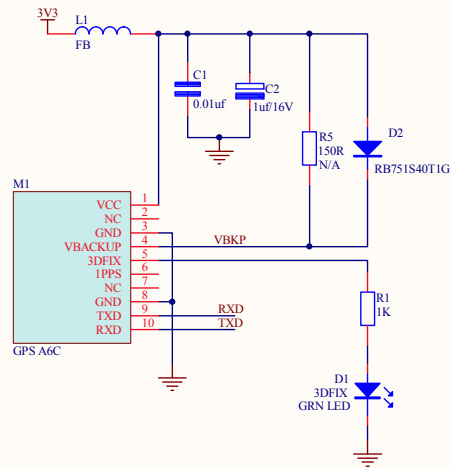 3V3
L1
FB
C1
0.01uf
C2
1uf/16V
R5
150R
N/A
D2
RB751S40T1G
M1
VCC 1
NC 2
GND 3
VBACKUP 4 VBKP
3DFIX 5
1PPS 6
NC 7
GND 8
TXD 9 RXD
RXD 10 TXD
GPS A6C
R1
1K
D1
3DFIX
GRN LED